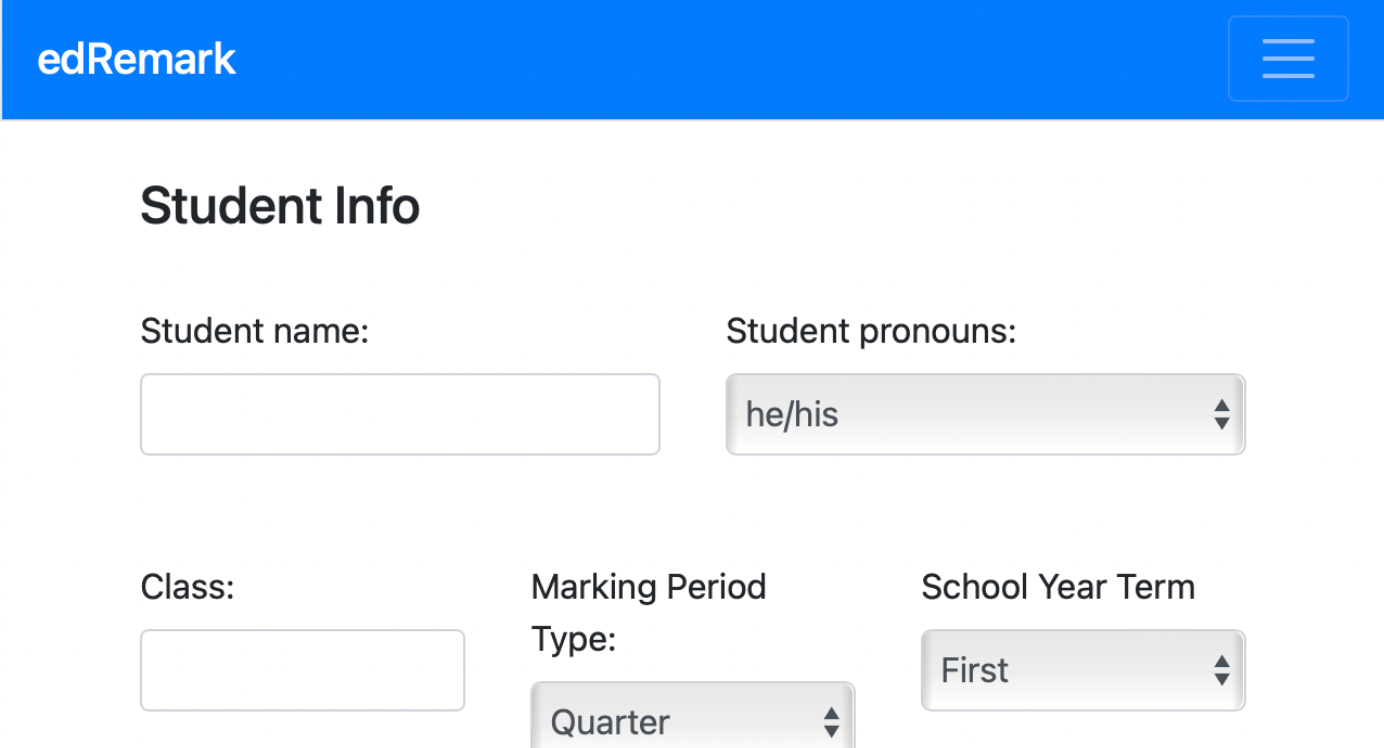 edRemark
Student Info
Student name:
Student pronouns:
he/his
Class:
Marking Period
Type:
School Year Term
First
Quarter